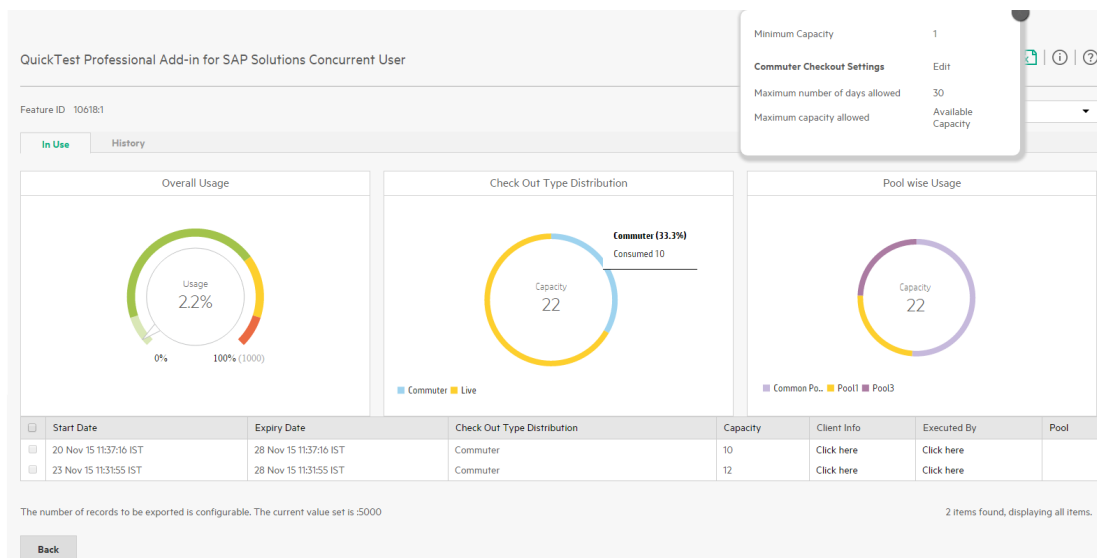 Minimum Capacity 1
QuickTest Professional Add-in for SAP Solutions Concurrent User
Commuter Checkout Settings Edit
Maximum number of days allowed 30
Maximum capacity allowed Available Capacity
Feature ID 10618:1
In Use History
Overall Usage Check Out Type Distribution Pool wise Usage
Commuter (33.3%)
Consumed 10
Usage
2.2%
Capacity
22
Capacity
22
0% 100% (1000)
Commuter Live
Common Po.. Pool1 Pool3
Start Date Expiry Date Check Out Type Distribution Capacity Client Info Executed By Pool
20 Nov 15 11:37:16 IST 28 Nov 15 11:37:16 IST Commuter 10 Click here Click here
23 Nov 15 11:31:55 IST 28 Nov 15 11:31:55 IST Commuter 12 Click here Click here
The number of records to be exported is configurable. The current value set is :5000 2 items found, displaying all items.
Back